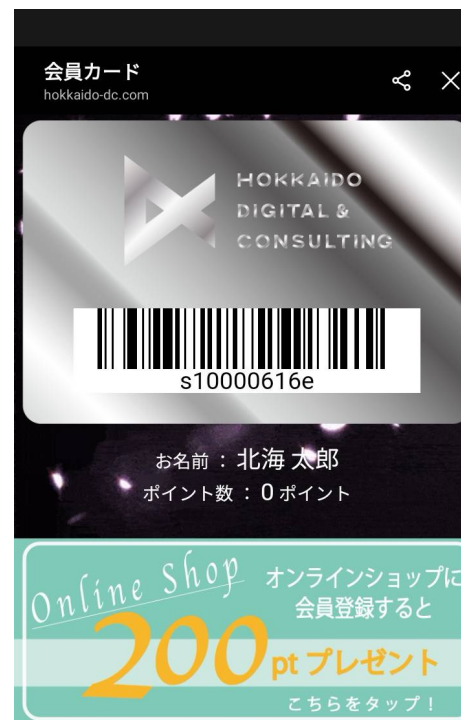 会員カード
hokkaido-dc.com
HOKKAIDO
DIGITAL &
CONSULTING
s10000616e
お名前 : 北海 太郎
ポイント数 : 0 ポイント
Online Shop
オンラインショップに
会員登録すると
200 pt プレゼント
こちらをタップ！